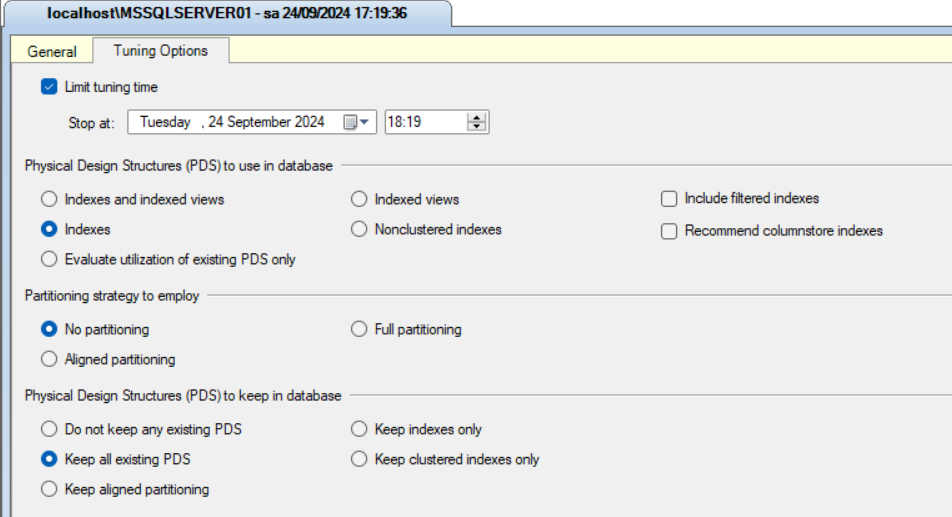 localhost\MSSQLSERVER01 - sa 24/09/2024 17:19:36
General Tuning Options
Limit tuning time
Stop at: Tuesday , 24 September 2024 18:19
Physical Design Structures (PDS) to use in database
Indexes and indexed views Indexed views Include filtered indexes
Indexes Nonclustered indexes Recommend columnstore indexes
Evaluate utilization of existing PDS only
Partitioning strategy to employ
No partitioning Full partitioning
Aligned partitioning
Physical Design Structures (PDS) to keep in database
Do not keep any existing PDS Keep indexes only
Keep all existing PDS Keep clustered indexes only
Keep aligned partitioning